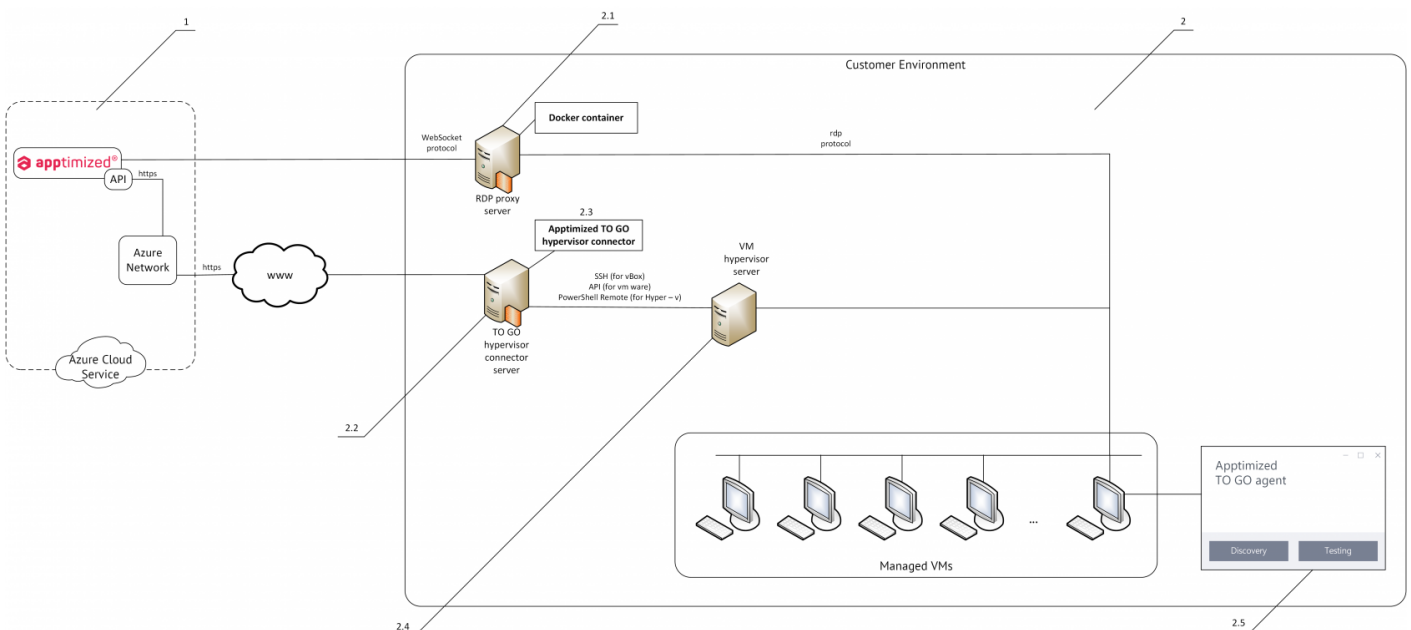 1
2.1
2
Customer Environment
Docker container
WebSocket
protocol
rdp
protocol
apptimized®
API
https
RDP proxy
server
2.3
Apptimized TO GO
hypervisor connector
Azure
Network
https
www
VM
hypervisor
server
SSH (for vBox)
API (for vm ware)
PowerShell Remote (for Hyper – v)
TO GO
hypervisor
connector
server
Azure Cloud
Service
2.2
Apptimized
TO GO agent
...
Discovery
Testing
Managed VMs
2.4
2.5